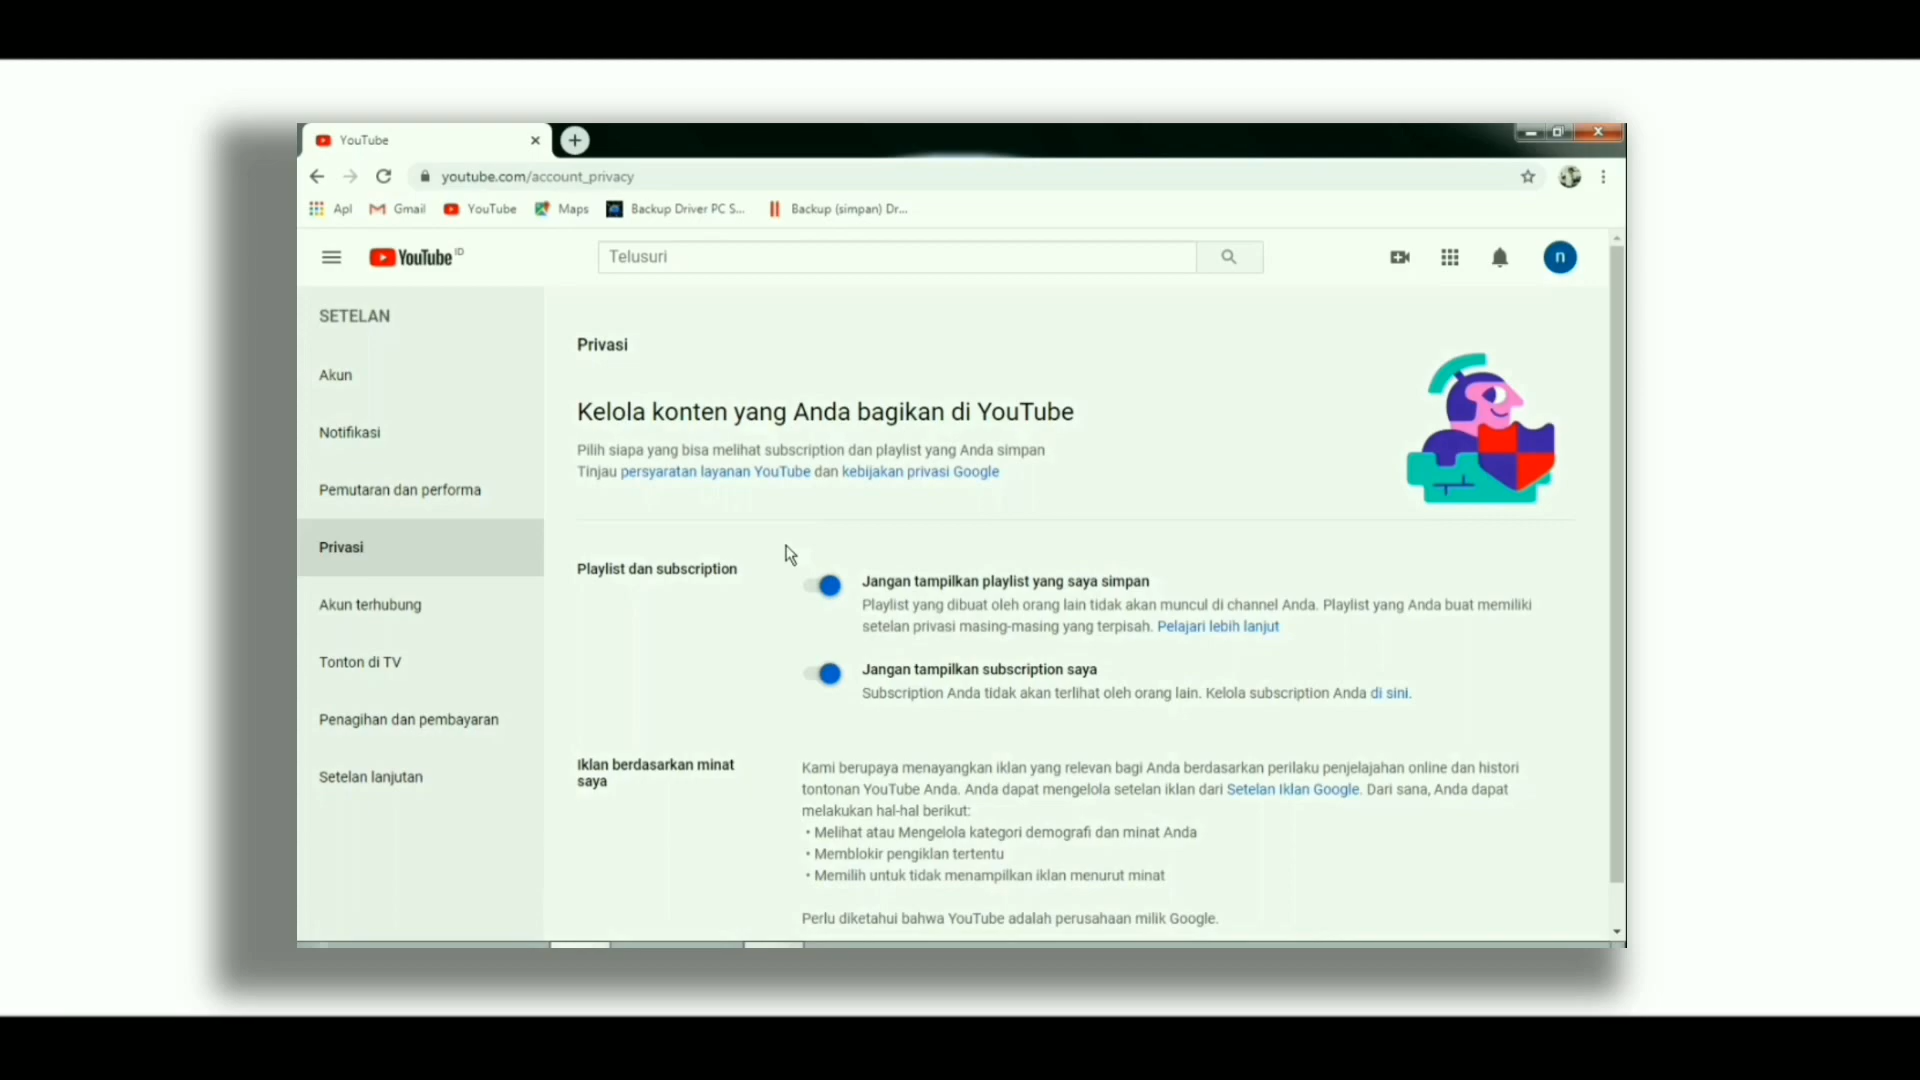 YouTube
youtube.com/account_privacy
Apl
Gmail
YouTube
Maps
Backup Driver PC S...
Backup (simpan) Dr...
YouTube ID
Telusuri
n
SETELAN
Akun
Notifikasi
Pemutaran dan performa
Privasi
Akun terhubung
Tonton di TV
Penagihan dan pembayaran
Setelan lanjutan
Privasi
Kelola konten yang Anda bagikan di YouTube
Pilih siapa yang bisa melihat subscription dan playlist yang Anda simpan
Tinjau persyaratan layanan YouTube dan kebijakan privasi Google
Playlist dan subscription
Jangan tampilkan playlist yang saya simpan
Playlist yang dibuat oleh orang lain tidak akan muncul di channel Anda. Playlist yang Anda buat memiliki
setelan privasi masing-masing yang terpisah. Pelajari lebih lanjut
Jangan tampilkan subscription saya
Subscription Anda tidak akan terlihat oleh orang lain. Kelola subscription Anda di sini.
Iklan berdasarkan minat
saya
Kami berupaya menayangkan iklan yang relevan bagi Anda berdasarkan perilaku penjelajahan online dan histori
tontonan YouTube Anda. Anda dapat mengelola setelan iklan dari Setelan Iklan Google. Dari sana, Anda dapat
melakukan hal-hal berikut:
• Melihat atau Mengelola kategori demografi dan minat Anda
• Memblokir pengiklan tertentu
• Memilih untuk tidak menampilkan iklan menurut minat
Perlu diketahui bahwa YouTube adalah perusahaan milik Google.